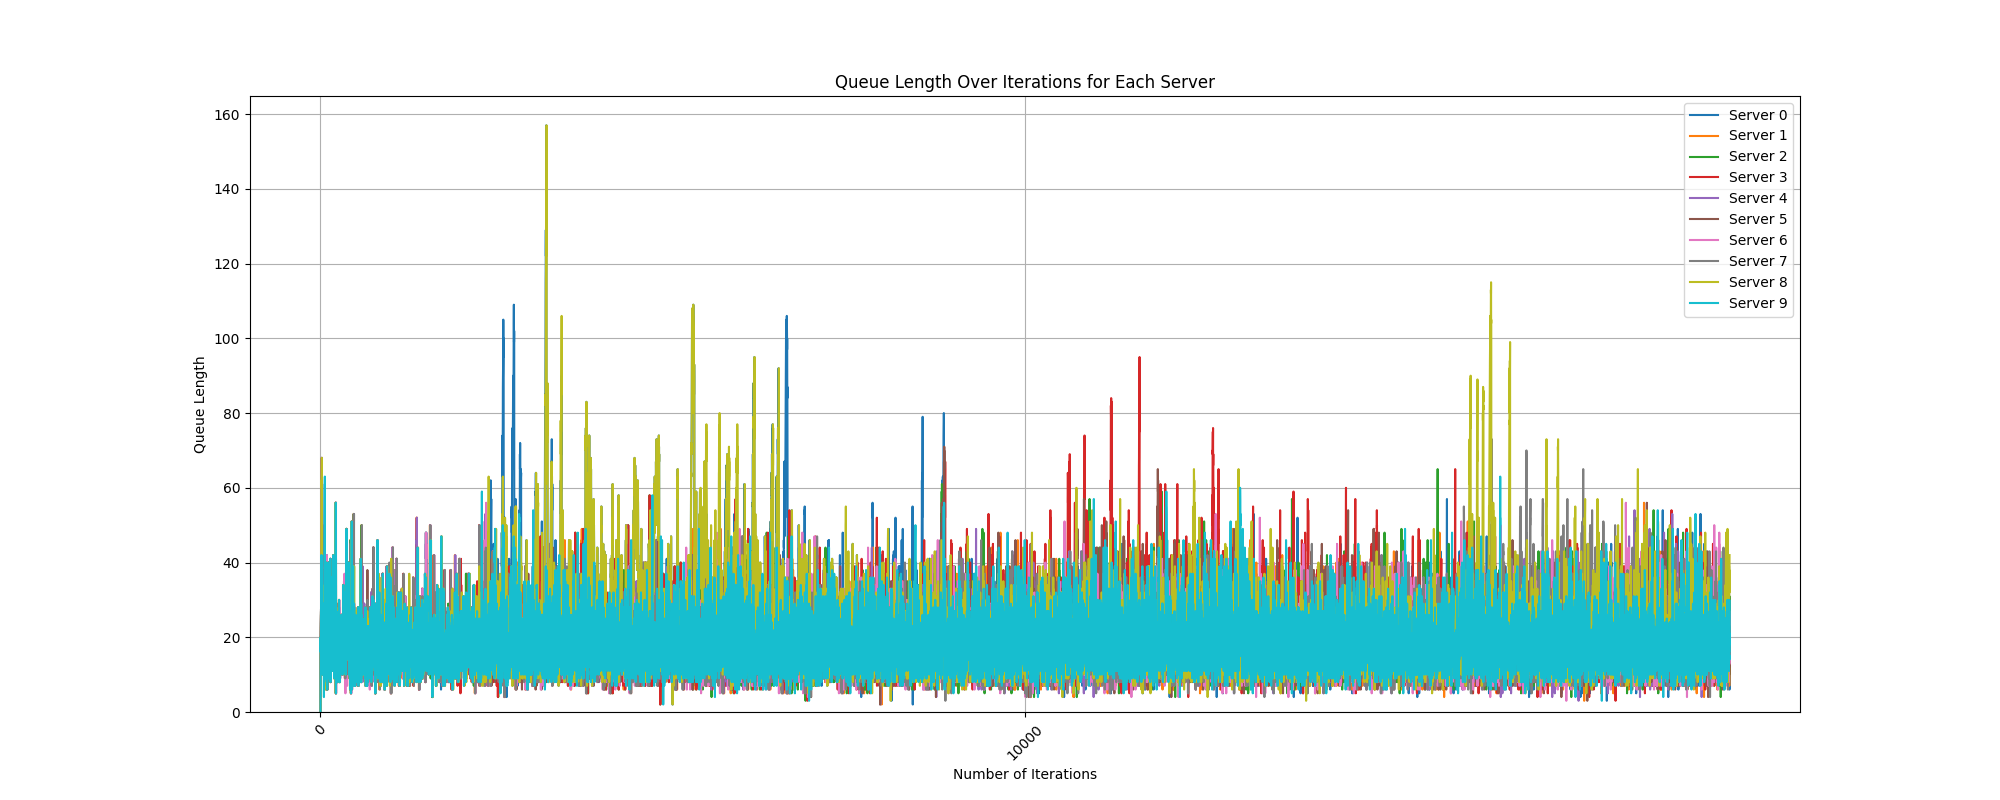 Queue Length Over Iterations for Each Server
160
140
120
100
80
60
40
20
0
Queue Length
Server 0
Server 1
Server 2
Server 3
Server 4
Server 5
Server 6
Server 7
Server 8
Server 9
0
10000
Number of Iterations